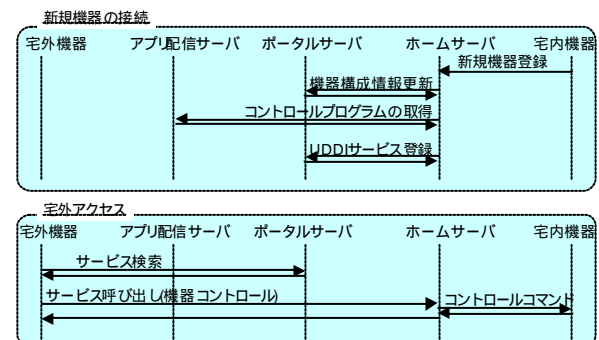 新規機器の接続
宅外機器 アプリ配信サーバ ポータルサーバ ホームサーバ 宅内機器
新規機器登録
機器構成情報更新
コントロールプログラムの取得
UDDIサービス登録
宅外アクセス
宅外機器 アプリ配信サーバ ポータルサーバ ホームサーバ 宅内機器
サービス検索
サービス呼び出し(機器コントロール) コントロールコマンド